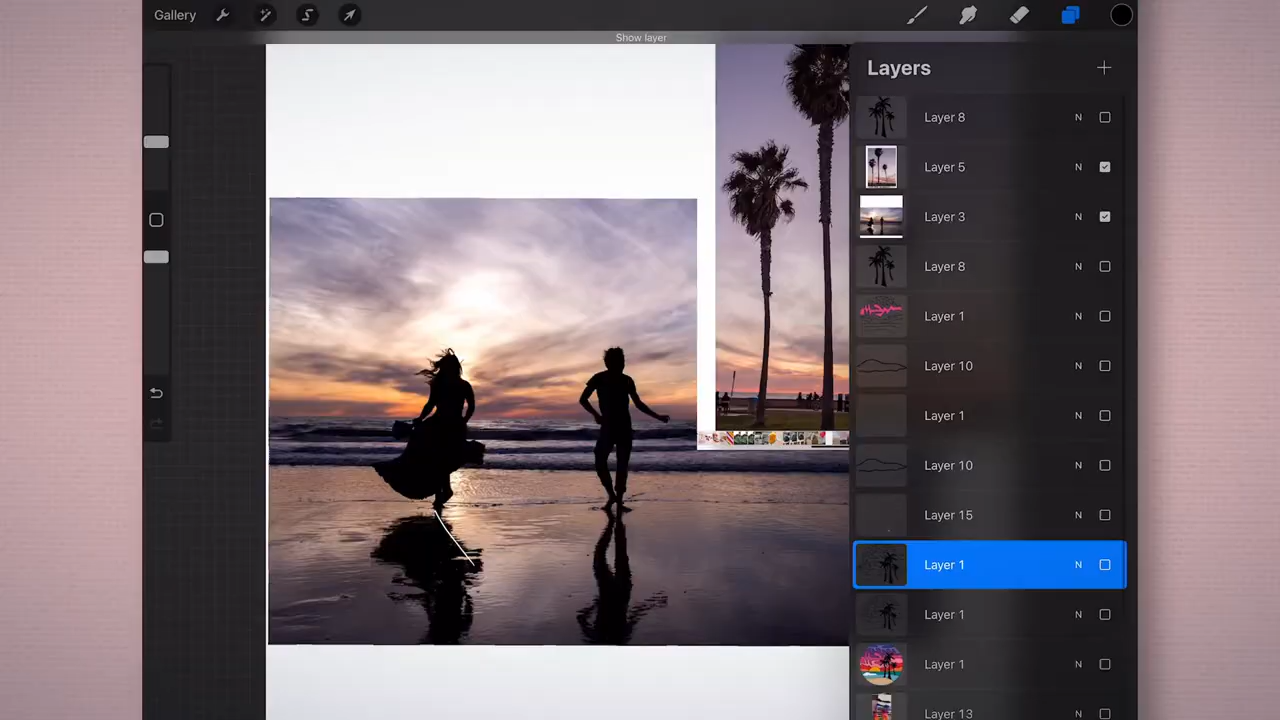 Gallery
Show layer
Layers
Layer 8 N
Layer 5 N
Layer 3 N
Layer 8 N
Layer 1 N
Layer 10 N
Layer 1 N
Layer 10 N
Layer 15 N
Layer 1 N
Layer 1 N
Layer 1 N
Layer 13 N